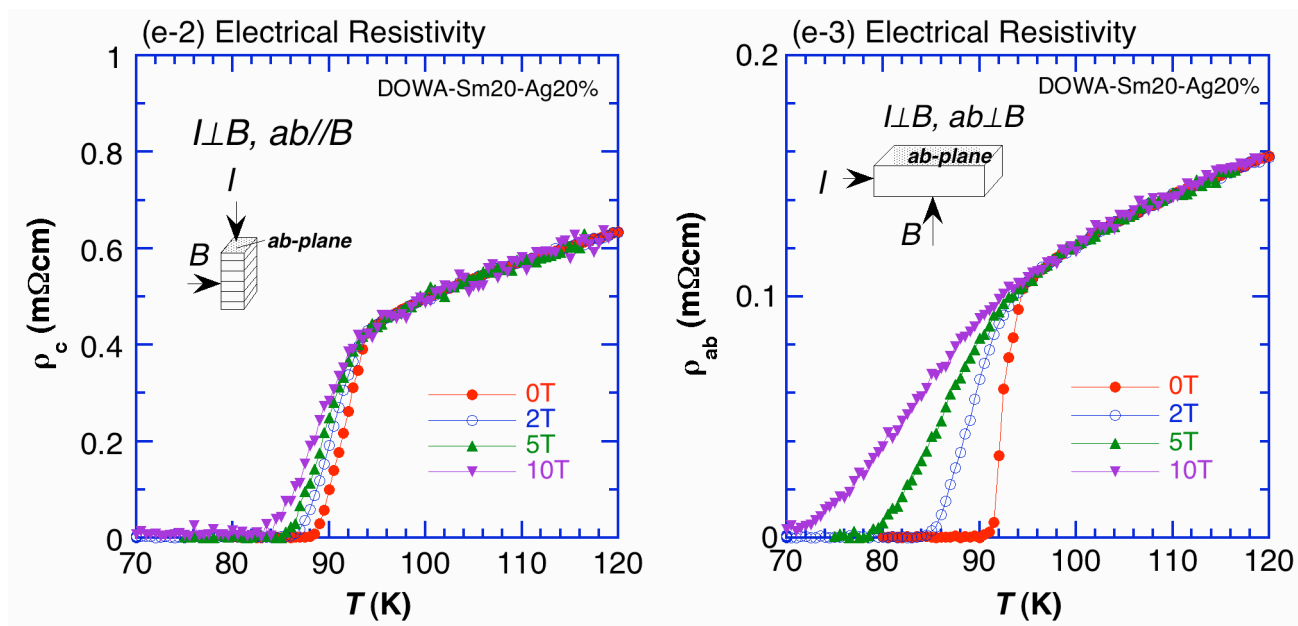 (e-2) Electrical Resistivity
DOWA-Sm20-Ag20%
I⊥B, ab//B
I
ab-plane
B
0T
2T
5T
10T
ρc (mΩcm)
1
0.8
0.6
0.4
0.2
0
70 80 90 100 110 120
T (K)
(e-3) Electrical Resistivity
DOWA-Sm20-Ag20%
I⊥B, ab⊥B
ab-plane
I
B
0T
2T
5T
10T
ρab (mΩcm)
0.2
0.1
0
70 80 90 100 110 120
T (K)